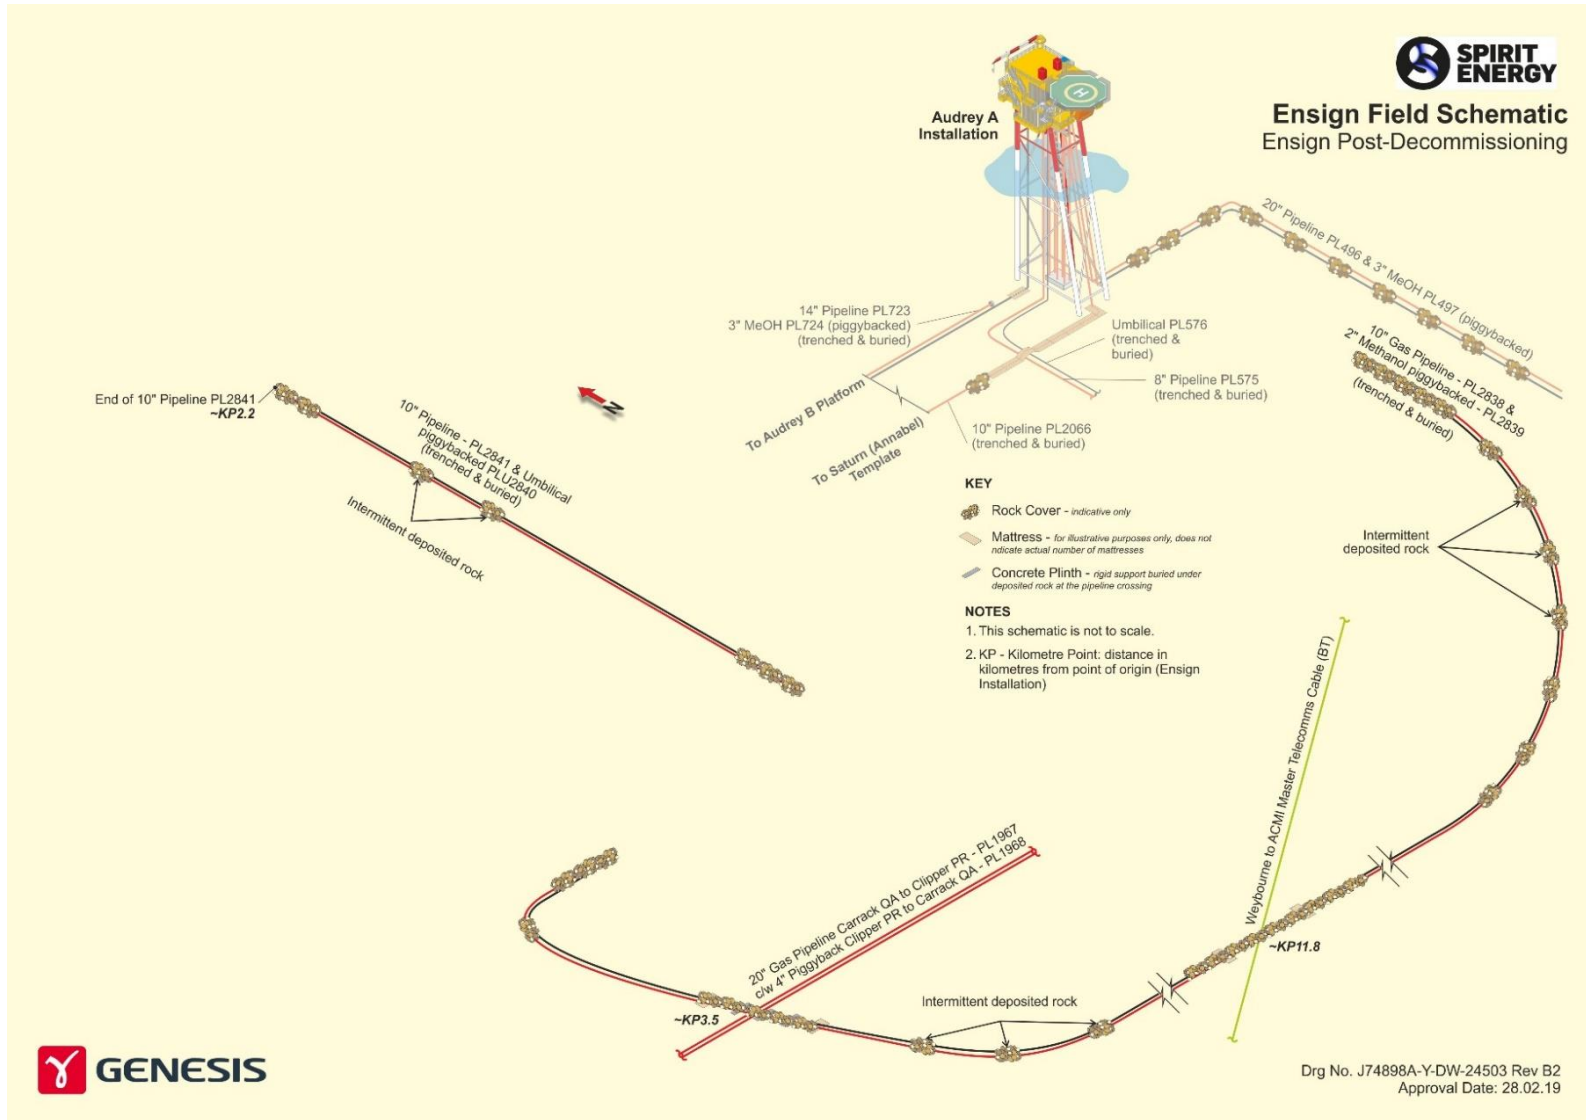 SPIRIT
ENERGY
Ensign Field Schematic
Ensign Post-Decommissioning
Audrey A
Installation
H
20" Pipeline PL496 & 3" MeOH PL497 (piggybacked)
14" Pipeline PL723
3" MeOH PL724 (piggybacked)
(trenched & buried)
Umbilical PL576
(trenched &
buried)
8" Pipeline PL575
(trenched & buried)
10" Gas Pipeline - PL2838 &
2" Methanol piggybacked - PL2839
(trenched & buried)
To Audrey B Platform
To Saturn (Annabel)
Template
10" Pipeline PL2066
(trenched & buried)
N
End of 10" Pipeline PL2841
~KP2.2
10" Pipeline - PL2841 & Umbilical
piggybacked PLU2840
(trenched & buried)
Intermittent deposited rock
KEY
Rock Cover - indicative only
Mattress - for illustrative purposes only, does not
ndicate actual number of mattresses
Concrete Plinth - rigid support buried under
deposited rock at the pipeline crossing
NOTES
1. This schematic is not to scale.
2. KP - Kilometre Point: distance in
kilometres from point of origin (Ensign
Installation)
Intermittent
deposited rock
Weybourne to ACMI Master Telecomms Cable (BT)
~KP11.8
20" Gas Pipeline Carrack QA to Clipper PR - PL1967
c/w 4" Piggyback Clipper PR to Carrack QA - PL1968
~KP3.5
Intermittent deposited rock
GENESIS
Drg No. J74898A-Y-DW-24503 Rev B2
Approval Date: 28.02.19